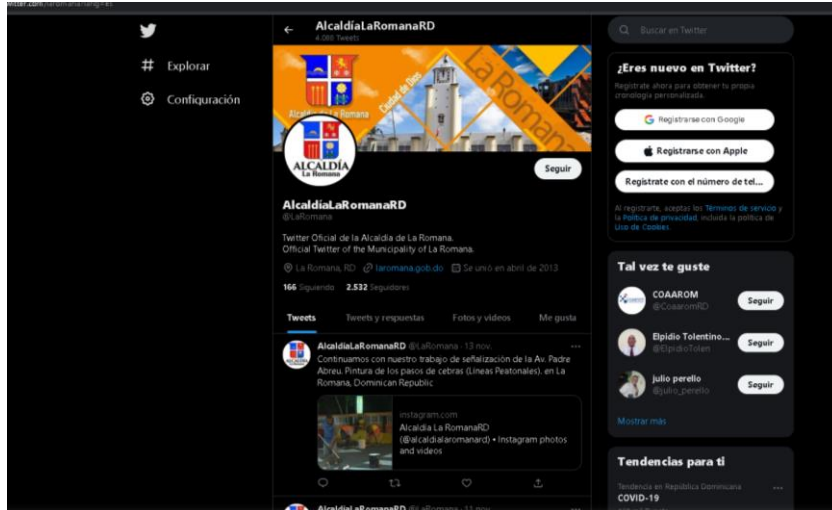 Explorar
Configuración
AlcaldíaLaRomanaRD
4.086 Tweets
Alcaldía de La Romana
Ciudad de Dios
La Romana
ALCALDÍA
La Romana
Seguir
AlcaldíaLaRomanaRD
@LaRomana
Twitter Oficial de la Alcaldía de La Romana.
Official Twitter of the Municipality of La Romana.
La Romana, RD laromana.gob.do Se unió en abril de 2013
166 Siguiendo 2.532 Seguidores
Tweets Tweets y respuestas Fotos y vídeos Me gusta
AlcaldíaLaRomanaRD @LaRomana · 13 nov.
Continuamos con nuestro trabajo de señalización de la Av. Padre
Abreu. Pintura de los pasos de cebras (Líneas Peatonales). en La
Romana, Dominican Republic
instagram.com
Alcaldía La RomanaRD
(@alcaldialaromanard) • Instagram photos
and videos
AlcaldíaLaRomanaRD @LaRomana · 11 nov.
Buscar en Twitter
¿Eres nuevo en Twitter?
Regístrate ahora para obtener tu propia
cronología personalizada.
Registrarse con Google
Registrarse con Apple
Regístrate con el número de tel...
Al registrarte, aceptas los Términos de servicio y
la Política de privacidad, incluida la política de
Uso de Cookies.
Tal vez te guste
COAAROM
@CoaaromRD
Seguir
Elpidio Tolentino...
@ElpidioTolen
Seguir
julio perello
@julio_perello
Seguir
Mostrar más
Tendencias para ti
Tendencia en República Dominicana
COVID-19